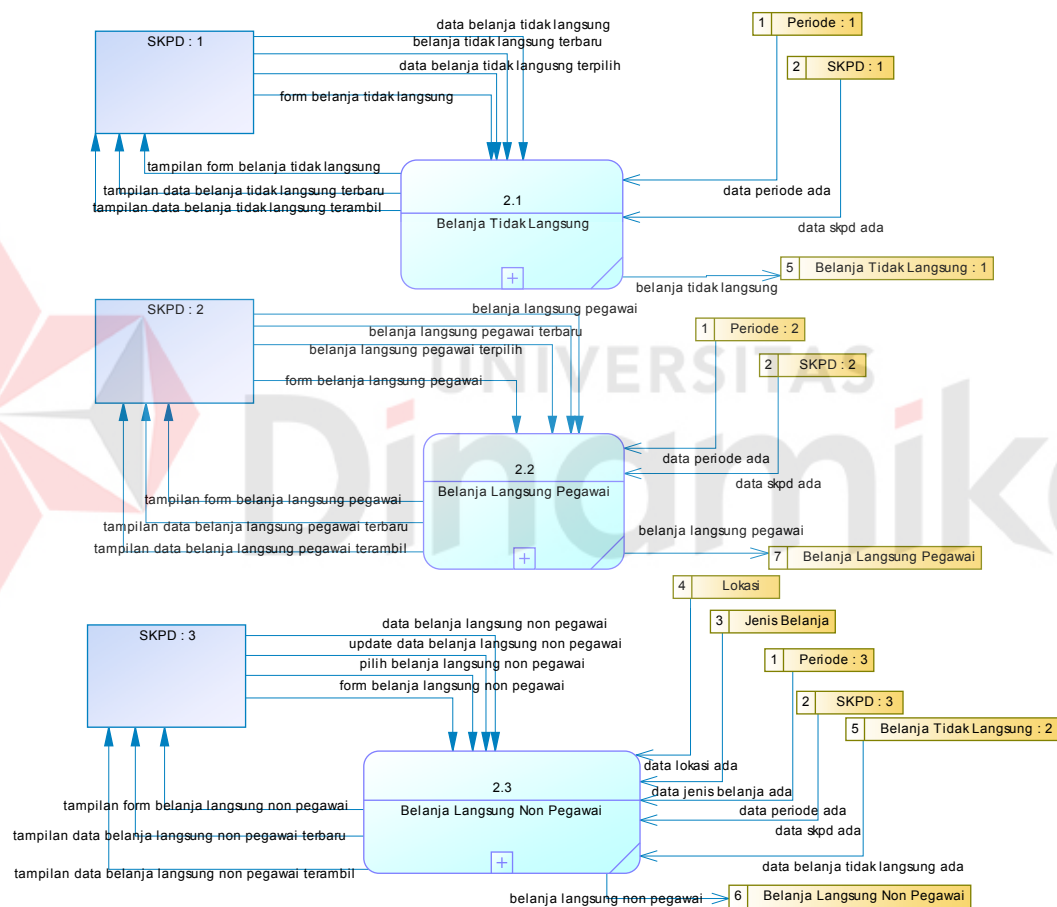 data belanja tidak langsung
1 Periode : 1
SKPD : 1
belanja tidak langsung terbaru
data belanja tidak langusng terpilih
2 SKPD : 1
form belanja tidak langsung
tampilan form belanja tidak langsung
tampilan data belanja tidak langsung terbaru
tampilan data belanja tidak langsung terambil
2.1
Belanja Tidak Langsung
data periode ada
data skpd ada
5 Belanja Tidak Langsung : 1
belanja tidak langsung
SKPD : 2
belanja langsung pegawai
belanja langsung pegawai terbaru
belanja langsung pegawai terpilih
form belanja langsung pegawai
1 Periode : 2
2 SKPD : 2
UNIVERSITAS
Dinamika
2.2
Belanja Langsung Pegawai
data periode ada
data skpd ada
tampilan form belanja langsung pegawai
tampilan data belanja langsung pegawai terbaru
tampilan data belanja langsung pegawai terambil
belanja langsung pegawai
7 Belanja Langsung Pegawai
4 Lokasi
3 Jenis Belanja
SKPD : 3
data belanja langsung non pegawai
update data belanja langsung non pegawai
pilih belanja langsung non pegawai
form belanja langsung non pegawai
1 Periode : 3
2 SKPD : 3
5 Belanja Tidak Langsung : 2
2.3
Belanja Langsung Non Pegawai
data lokasi ada
data jenis belanja ada
data periode ada
data skpd ada
data belanja tidak langsung ada
tampilan form belanja langsung non pegawai
tampilan data belanja langsung non pegawai terbaru
tampilan data belanja langsung non pegawai terambil
belanja langsung non pegawai
6 Belanja Langsung Non Pegawai